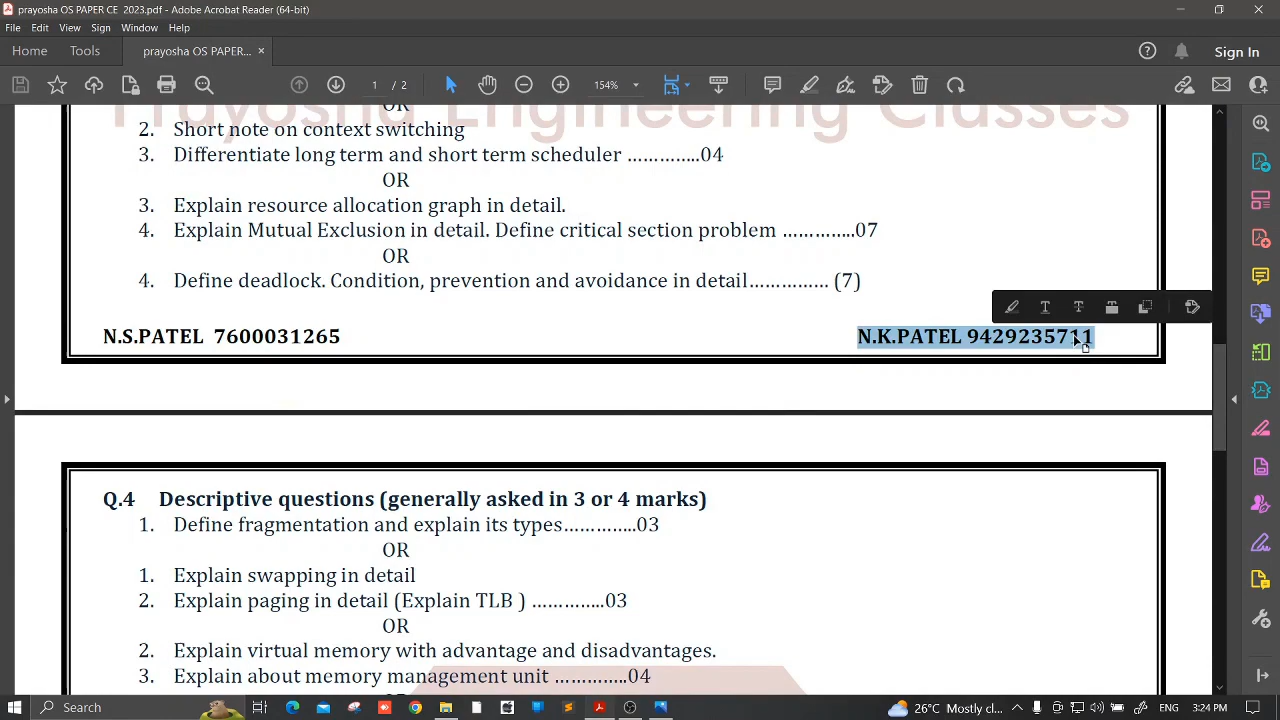 prayosha OS PAPER CE  2023.pdf - Adobe Acrobat Reader (64-bit)
File Edit View Sign Window Help
Home Tools prayosha OS PAPER... × Sign In
1 / 2 154%
Prayosha Engineering Classes
OR
2. Short note on context switching
3. Differentiate long term and short term scheduler …………..04
OR
3. Explain resource allocation graph in detail.
4. Explain Mutual Exclusion in detail. Define critical section problem …………..07
OR
4. Define deadlock. Condition, prevention and avoidance in detail…………… (7)
N.S.PATEL 7600031265 N.K.PATEL 9429235711
Q.4 Descriptive questions (generally asked in 3 or 4 marks)
1. Define fragmentation and explain its types…………..03
OR
1. Explain swapping in detail
2. Explain paging in detail (Explain TLB ) …………..03
OR
2. Explain virtual memory with advantage and disadvantages.
3. Explain about memory management unit …………..04
OR
Search 26°C Mostly cl... ENG 3:24 PM